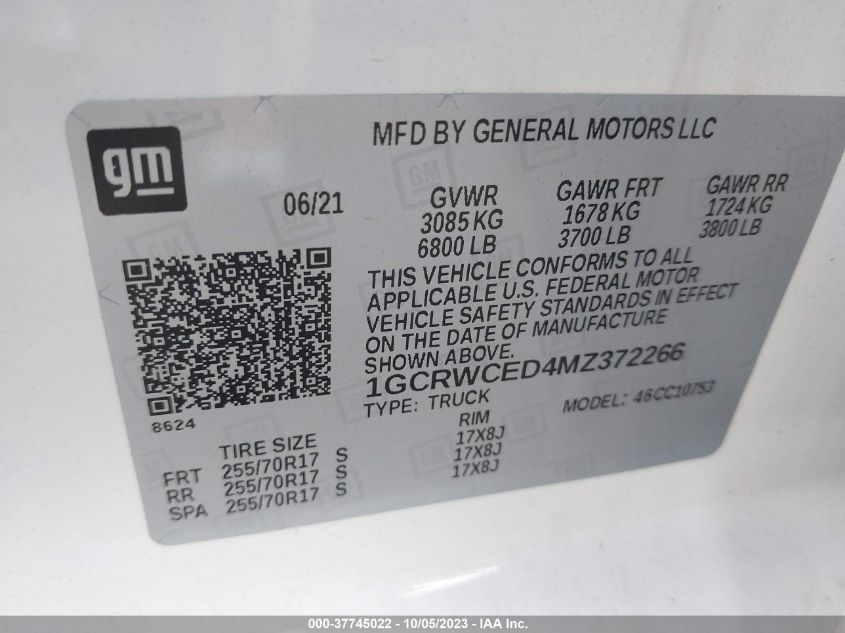 gm
MFD BY GENERAL MOTORS LLC
06/21
GVWR GAWR FRT GAWR RR
3085 KG 1678 KG 1724 KG
6800 LB 3700 LB 3800 LB
THIS VEHICLE CONFORMS TO ALL
APPLICABLE U.S. FEDERAL MOTOR
VEHICLE SAFETY STANDARDS IN EFFECT
ON THE DATE OF MANUFACTURE
SHOWN ABOVE.
1GCRWCED4MZ372266
TYPE: TRUCK MODEL: 46CC10753
8624
TIRE SIZE RIM
FRT 255/70R17 S 17X8J
RR 255/70R17 S 17X8J
SPA 255/70R17 S 17X8J
000-37745022 - 10/05/2023 - IAA Inc.